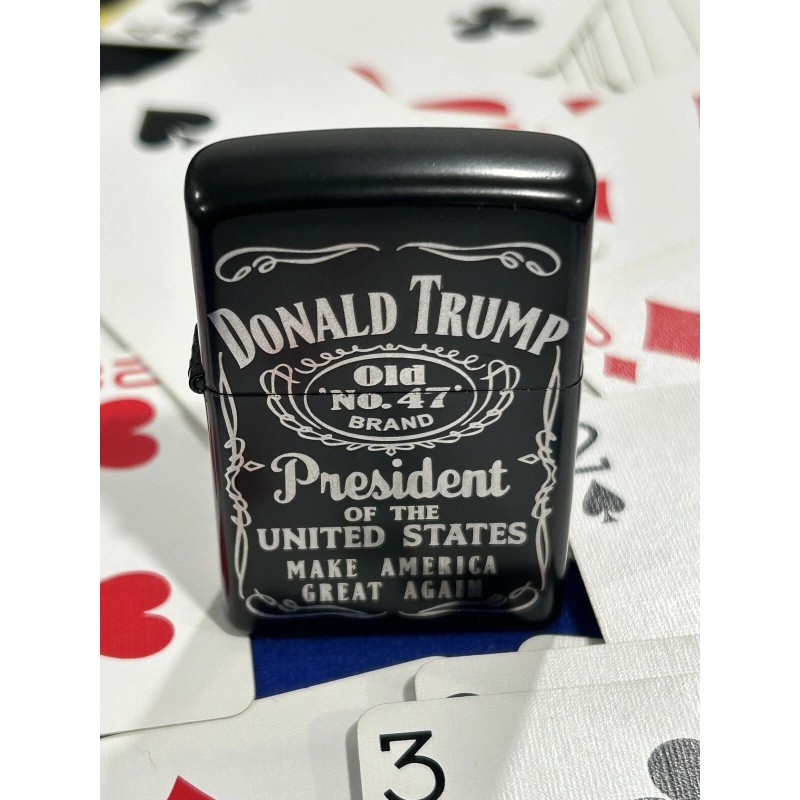 DONALD TRUMP
Old
No. 47
BRAND
President
OF THE
UNITED STATES
MAKE AMERICA
GREAT AGAIN
3